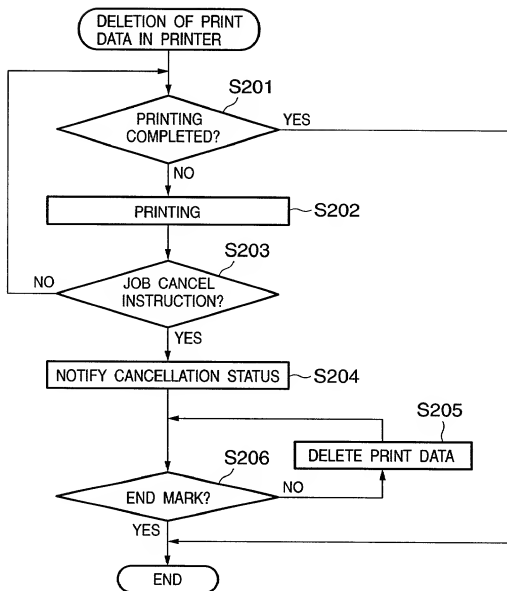 DELETION OF PRINT
DATA IN PRINTER
S201
PRINTING
COMPLETED?
YES
NO
PRINTING
S202
S203
NO
JOB CANCEL
INSTRUCTION?
YES
NOTIFY CANCELLATION STATUS
S204
S205
DELETE PRINT DATA
S206
END MARK?
NO
YES
END